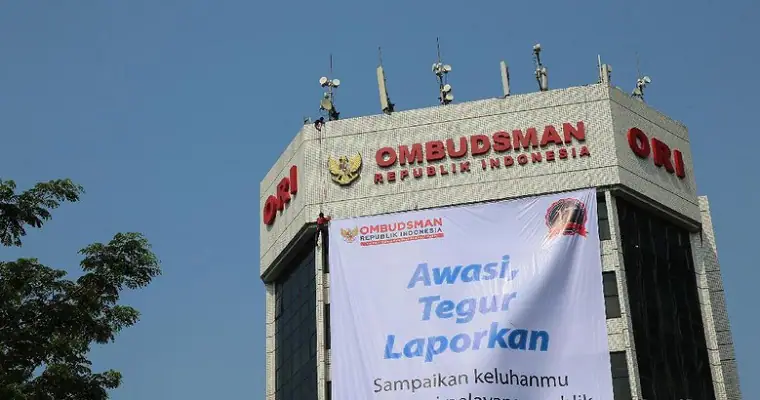 ORI
OMBUDSMAN
REPUBLIK INDONESIA
ORI
OMBUDSMAN
REPUBLIK INDONESIA
Awasi,
Tegur
Laporkan
Sampaikan keluhanmu